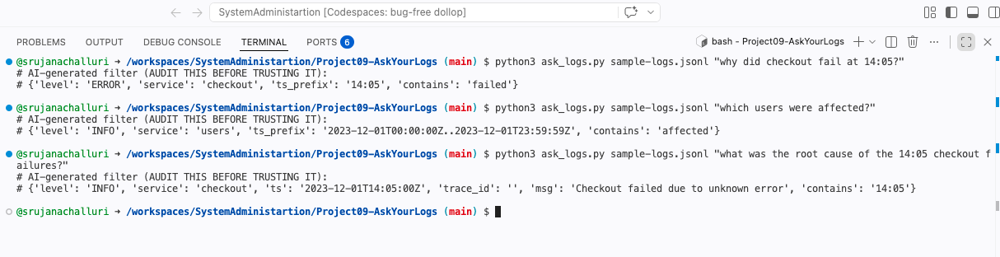 SystemAdministartion [Codespaces: bug-free dollop]
PROBLEMS OUTPUT DEBUG CONSOLE TERMINAL PORTS 6 bash - Project09-AskYourLogs
@srujanachalluri → /workspaces/SystemAdministartion/Project09-AskYourLogs (main) $ python3 ask_logs.py sample-logs.jsonl "why did checkout fail at 14:05?"
# AI-generated filter (AUDIT THIS BEFORE TRUSTING IT):
# {'level': 'ERROR', 'service': 'checkout', 'ts_prefix': '14:05', 'contains': 'failed'}
@srujanachalluri → /workspaces/SystemAdministartion/Project09-AskYourLogs (main) $ python3 ask_logs.py sample-logs.jsonl "which users were affected?"
# AI-generated filter (AUDIT THIS BEFORE TRUSTING IT):
# {'level': 'INFO', 'service': 'users', 'ts_prefix': '2023-12-01T00:00:00Z..2023-12-01T23:59:59Z', 'contains': 'affected'}
@srujanachalluri → /workspaces/SystemAdministartion/Project09-AskYourLogs (main) $ python3 ask_logs.py sample-logs.jsonl "what was the root cause of the 14:05 checkout f
ailures?"
# AI-generated filter (AUDIT THIS BEFORE TRUSTING IT):
# {'level': 'INFO', 'service': 'checkout', 'ts': '2023-12-01T14:05:00Z', 'trace_id': '', 'msg': 'Checkout failed due to unknown error', 'contains': '14:05'}
@srujanachalluri → /workspaces/SystemAdministartion/Project09-AskYourLogs (main) $